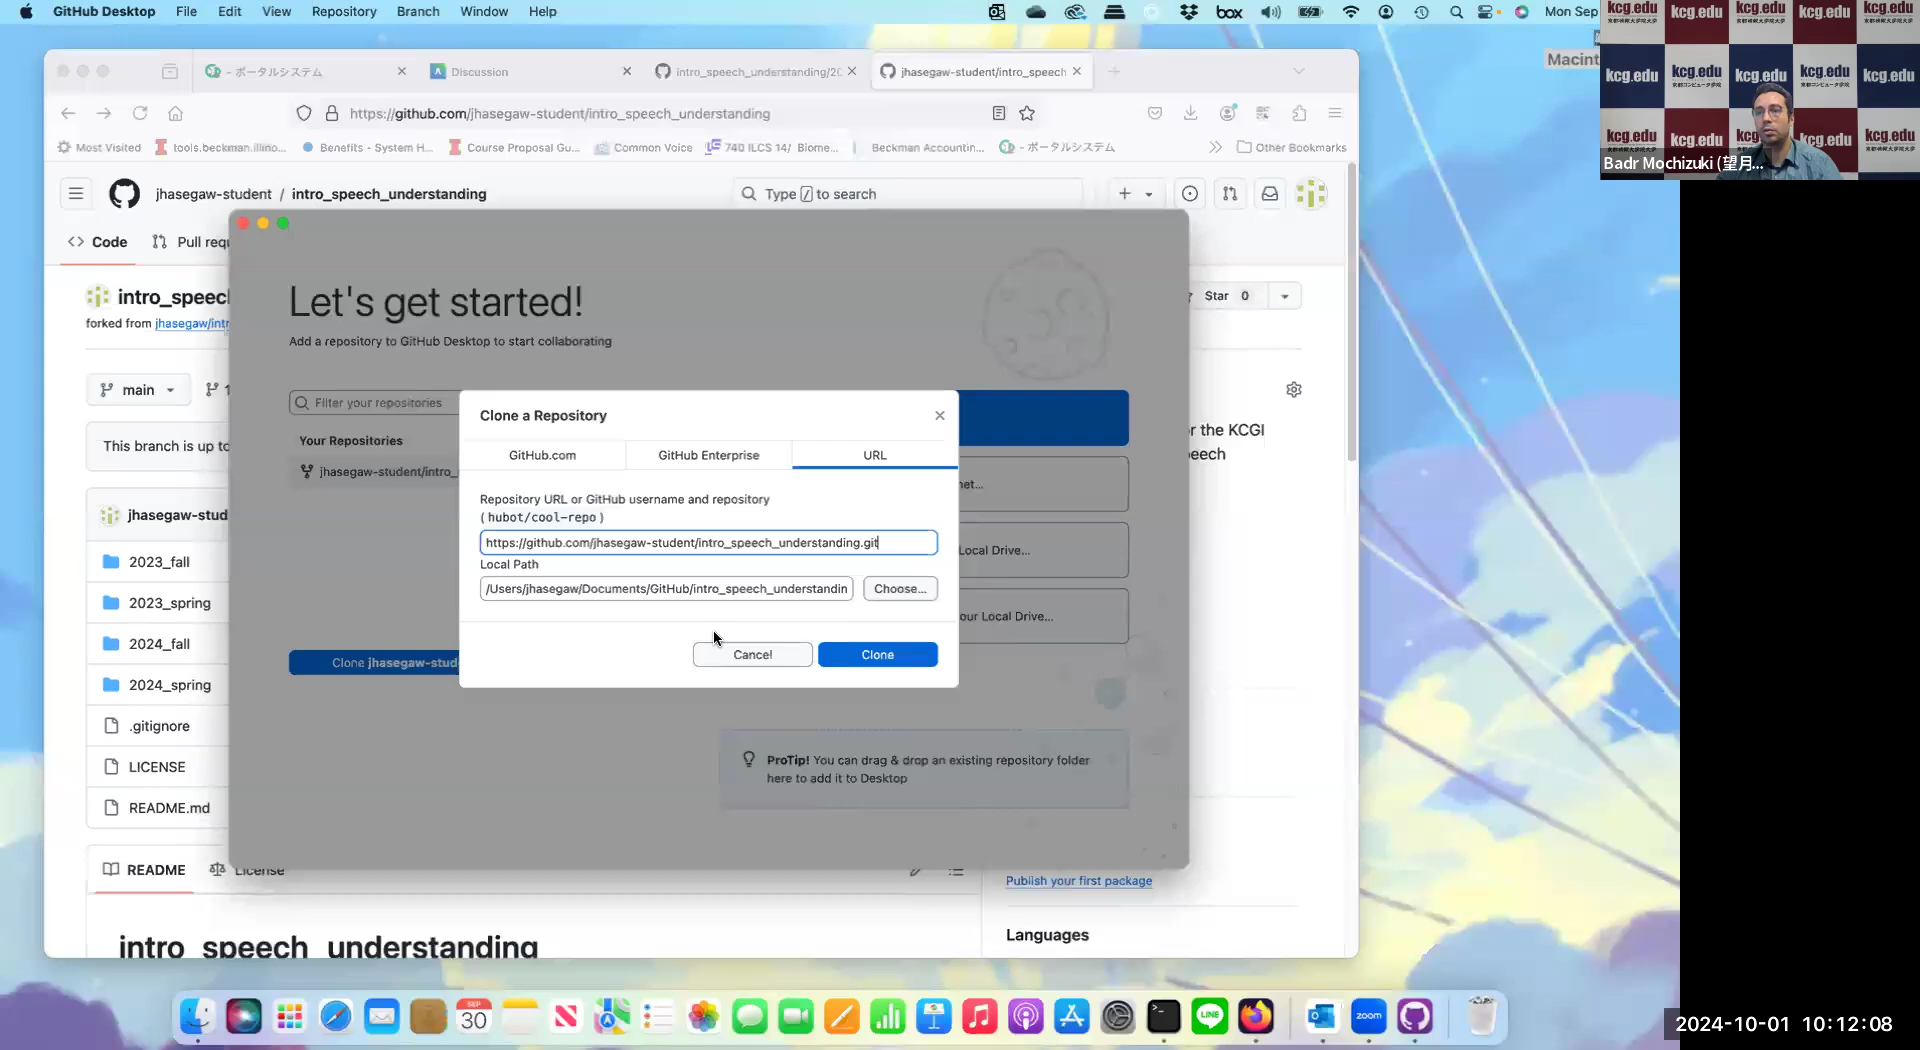 GitHub Desktop File Edit View Repository Branch Window Help
box
Mon Sep
Macint
- ポータルシステム
Discussion
intro_speech_understanding/20
jhasegaw-student/intro_speech
https://github.com/jhasegaw-student/intro_speech_understanding
Most Visited
tools.beckman.illino...
Benefits - System H...
Course Proposal Gu...
Common Voice
740 ILCS 14/ Biome...
Beckman Accountin...
- ポータルシステム
Other Bookmarks
jhasegaw-student / intro_speech_understanding
Type / to search
Code
Pull requ
intro_speec
forked from jhasegaw/intr
Star 0
main
1
This branch is up to
jhasegaw-stud
2023_fall
2023_spring
2024_fall
2024_spring
.gitignore
LICENSE
README.md
README
License
intro_speech_understanding
r the KCGI
eech
Publish your first package
Languages
Let's get started!
Add a repository to GitHub Desktop to start collaborating
Filter your repositories
Your Repositories
jhasegaw-student/intro_
Clone jhasegaw-stude
net...
Local Drive...
our Local Drive...
ProTip! You can drag & drop an existing repository folder
here to add it to Desktop
Clone a Repository
GitHub.com
GitHub Enterprise
URL
Repository URL or GitHub username and repository
(hubot/cool-repo)
https://github.com/jhasegaw-student/intro_speech_understanding.git
Local Path
/Users/jhasegaw/Documents/GitHub/intro_speech_understandin
Choose...
Cancel
Clone
SEP
30
LINE
zoom
kcg.edu
Badr Mochizuki (望月...
2024-10-01 10:12:08